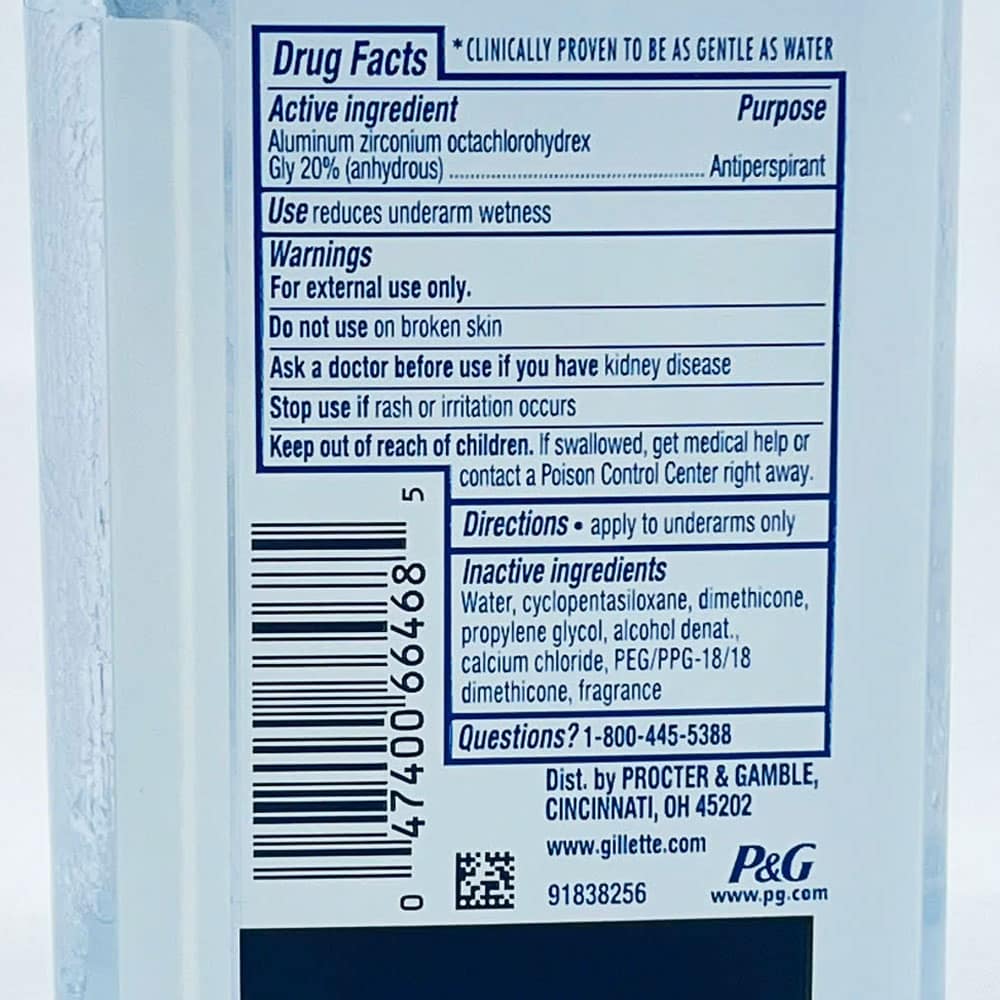 Drug Facts
*CLINICALLY PROVEN TO BE AS GENTLE AS WATER
Active ingredient Purpose
Aluminum zirconium octachlorohydrex
Gly 20% (anhydrous) ........................................ Antiperspirant
Use reduces underarm wetness
Warnings
For external use only.
Do not use on broken skin
Ask a doctor before use if you have kidney disease
Stop use if rash or irritation occurs
Keep out of reach of children. If swallowed, get medical help or
contact a Poison Control Center right away.
Directions • apply to underarms only
Inactive ingredients
Water, cyclopentasiloxane, dimethicone,
propylene glycol, alcohol denat.,
calcium chloride, PEG/PPG-18/18
dimethicone, fragrance
Questions? 1-800-445-5388
0 47400 66468 5
Dist. by PROCTER & GAMBLE,
CINCINNATI, OH 45202
www.gillette.com
91838256
P&G
www.pg.com